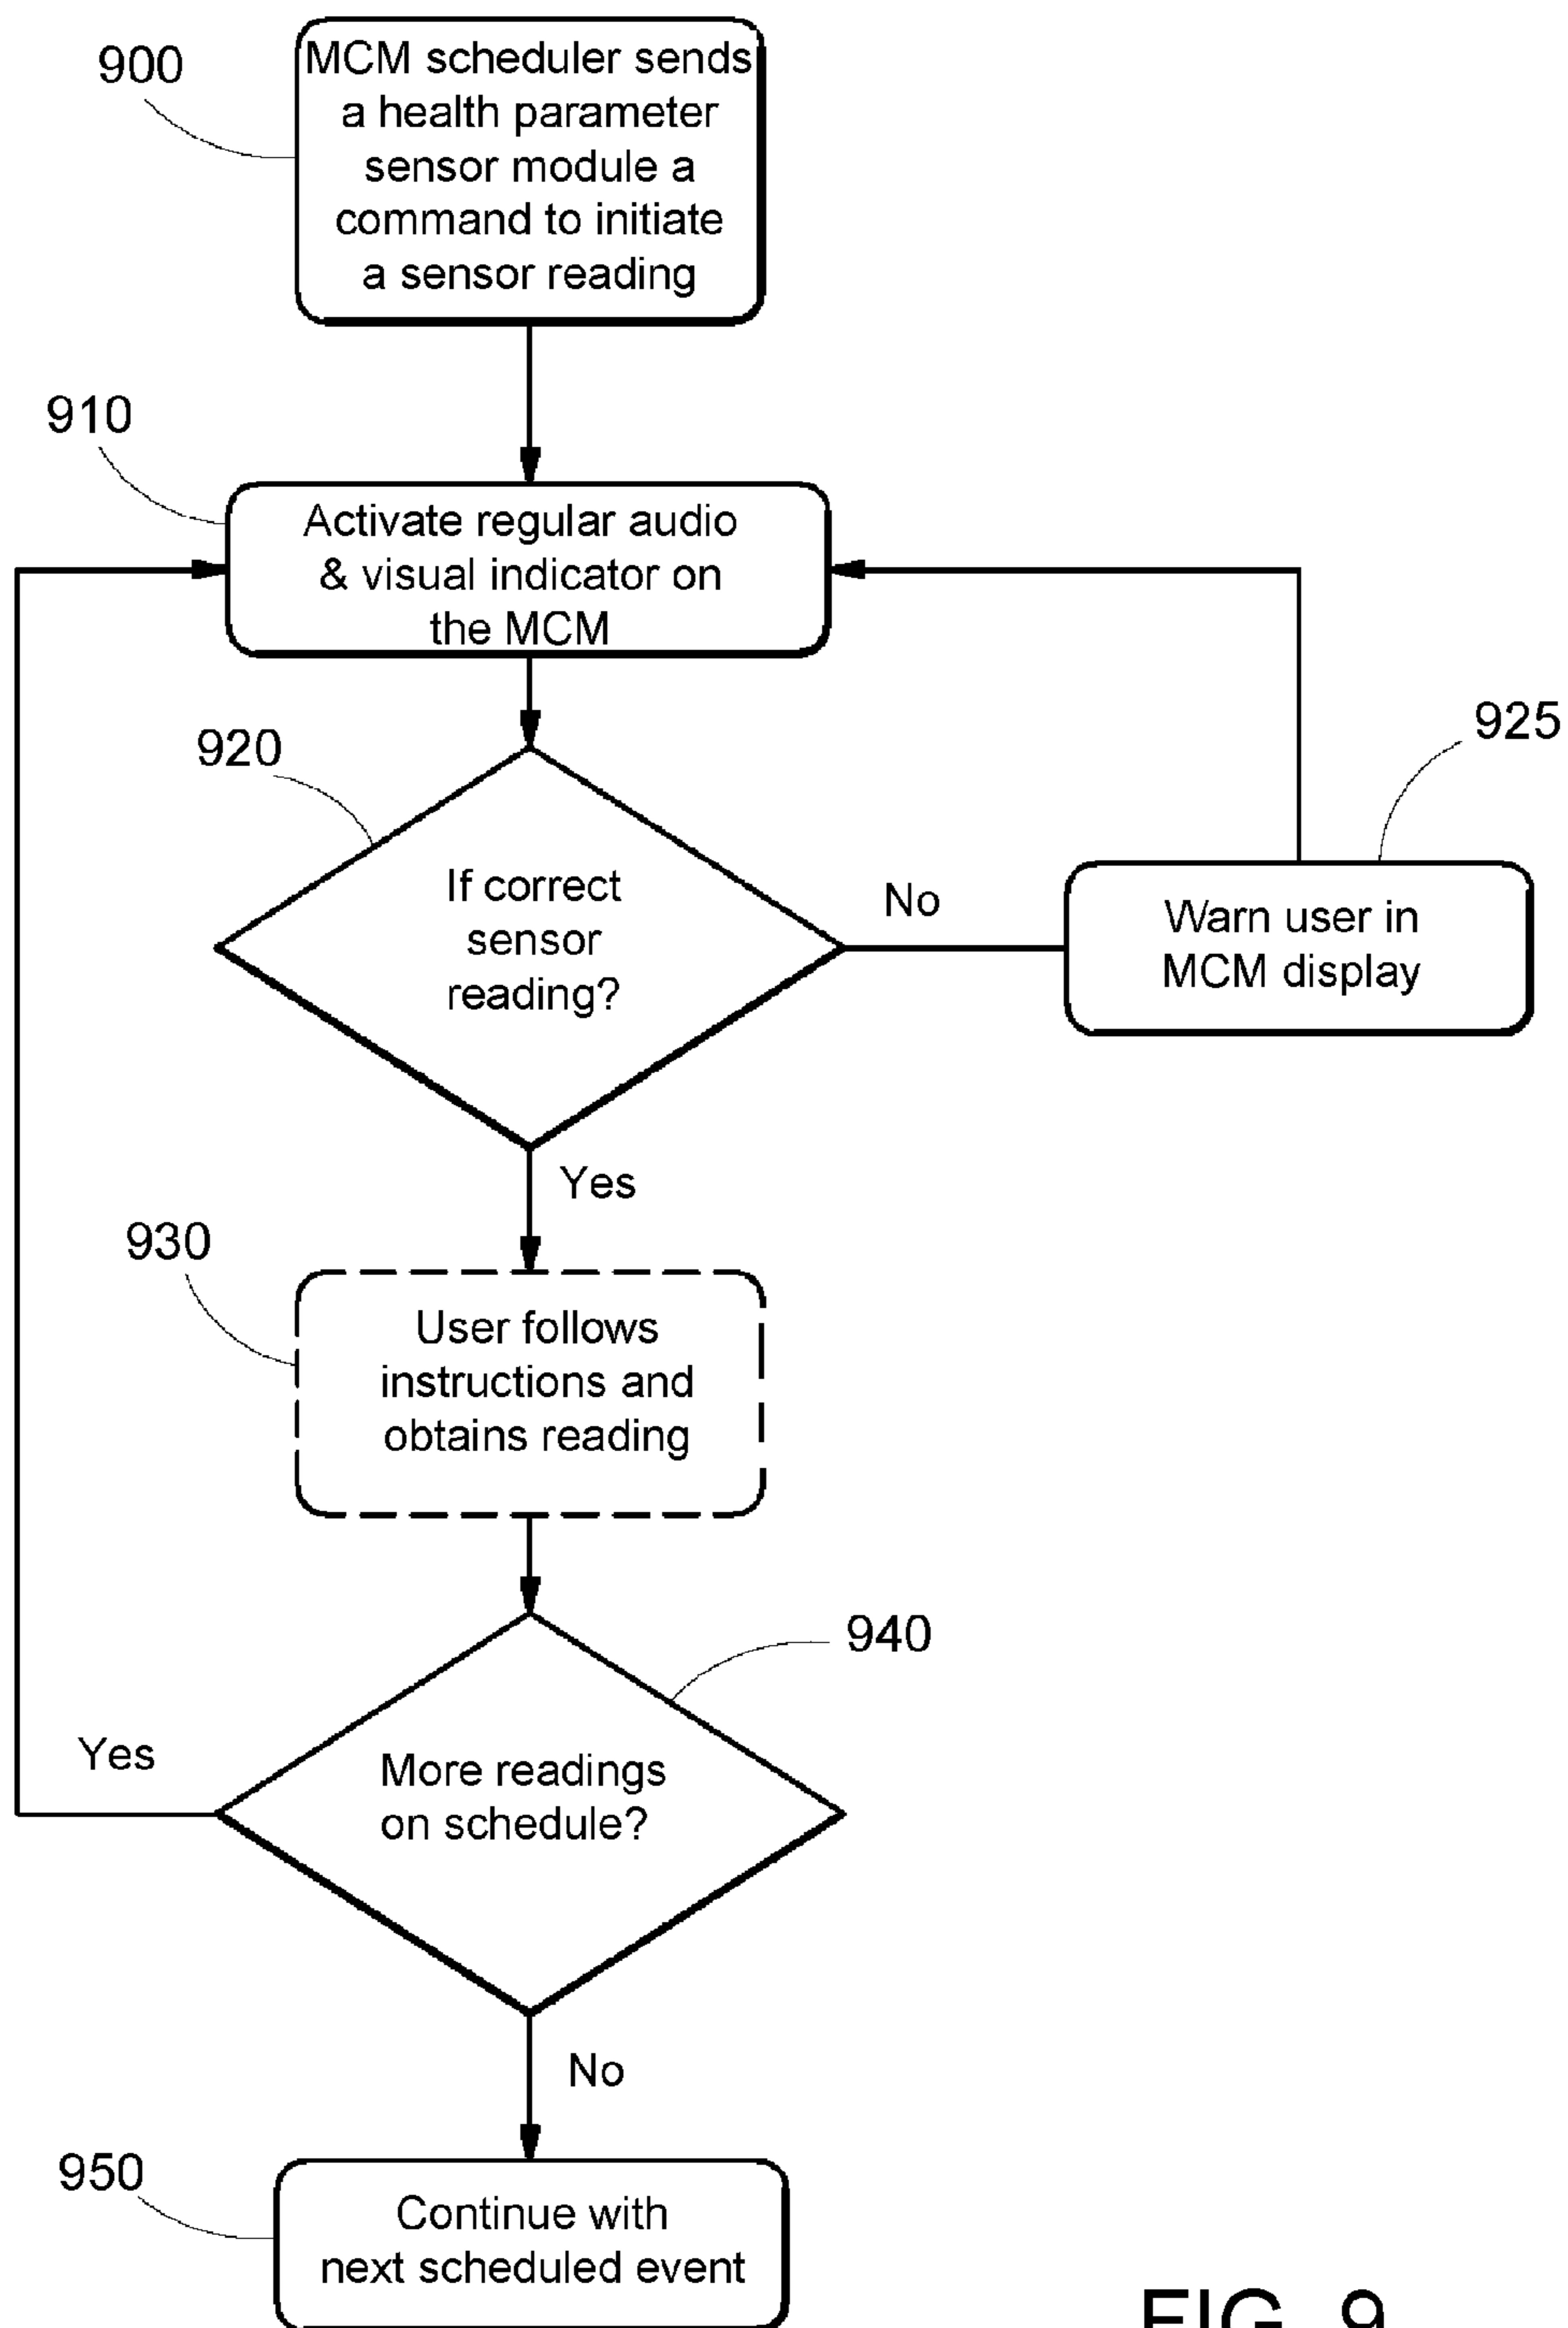 900
MCM scheduler sends
a health parameter
sensor module a
command to initiate
a sensor reading
910
Activate regular audio
& visual indicator on
the MCM
920
If correct
sensor
reading?
No
925
Warn user in
MCM display
Yes
930
User follows
instructions and
obtains reading
940
More readings
on schedule?
Yes
No
950
Continue with
next scheduled event
FIG. 9